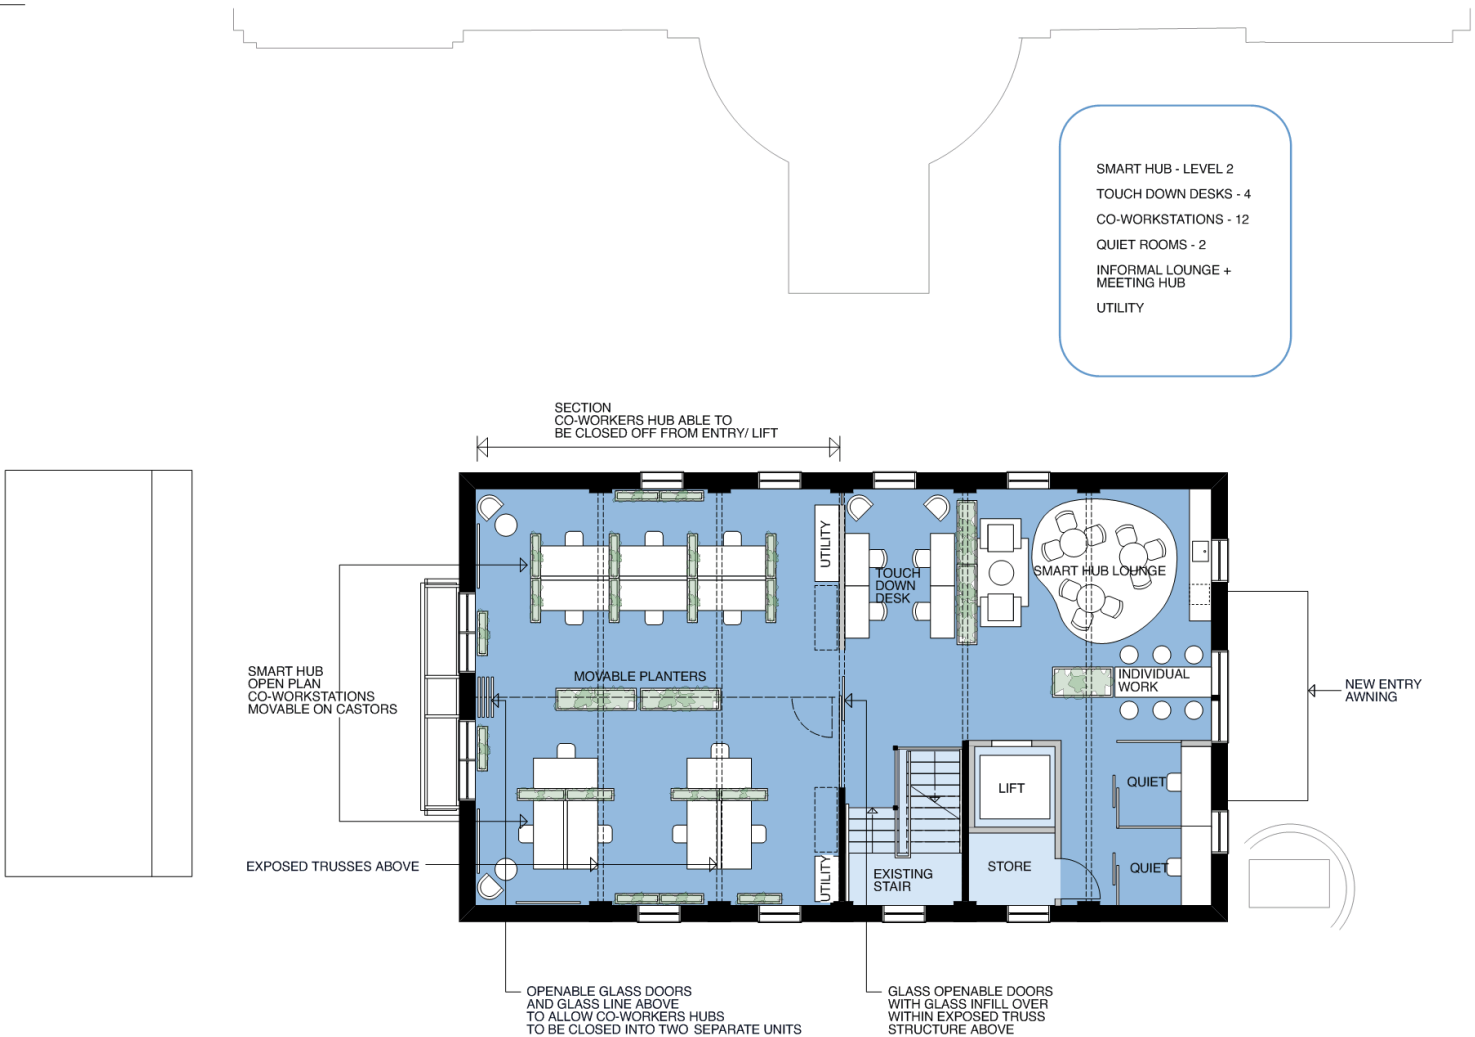 SMART HUB - LEVEL 2
TOUCH DOWN DESKS - 4
CO-WORKSTATIONS - 12
QUIET ROOMS - 2
INFORMAL LOUNGE +
MEETING HUB
UTILITY
SECTION
CO-WORKERS HUB ABLE TO
BE CLOSED OFF FROM ENTRY/ LIFT
UTILITY
TOUCH
DOWN
DESK
SMART HUB LOUNGE
SMART HUB
OPEN PLAN
CO-WORKSTATIONS
MOVABLE ON CASTORS
MOVABLE PLANTERS
INDIVIDUAL
WORK
NEW ENTRY
AWNING
LIFT
QUIET
EXPOSED TRUSSES ABOVE
UTILITY
EXISTING
STAIR
STORE
QUIET
OPENABLE GLASS DOORS
AND GLASS LINE ABOVE
TO ALLOW CO-WORKERS HUBS
TO BE CLOSED INTO TWO SEPARATE UNITS
GLASS OPENABLE DOORS
WITH GLASS INFILL OVER
WITHIN EXPOSED TRUSS
STRUCTURE ABOVE